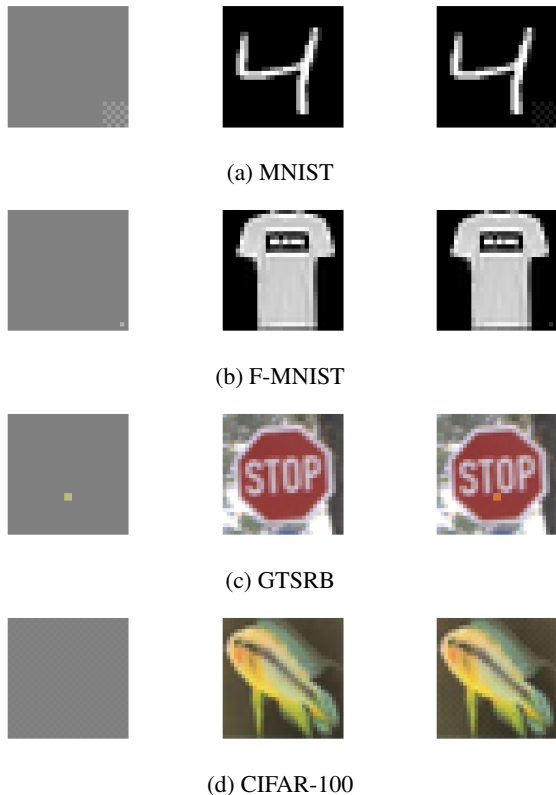 (a) MNIST
(b) F-MNIST
STOP STOP
(c) GTSRB
(d) CIFAR-100